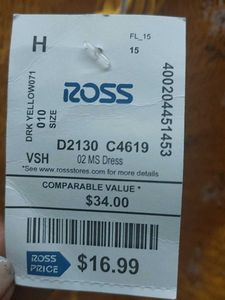 H
FL_15
15
400204451453
ROSS
DRK YELLOW071
010
SIZE
D2130 C4619
VSH
02 MS Dress
*See www.rossstores.com for more details
COMPARABLE VALUE *
$34.00
ROSS
PRICE
$16.99